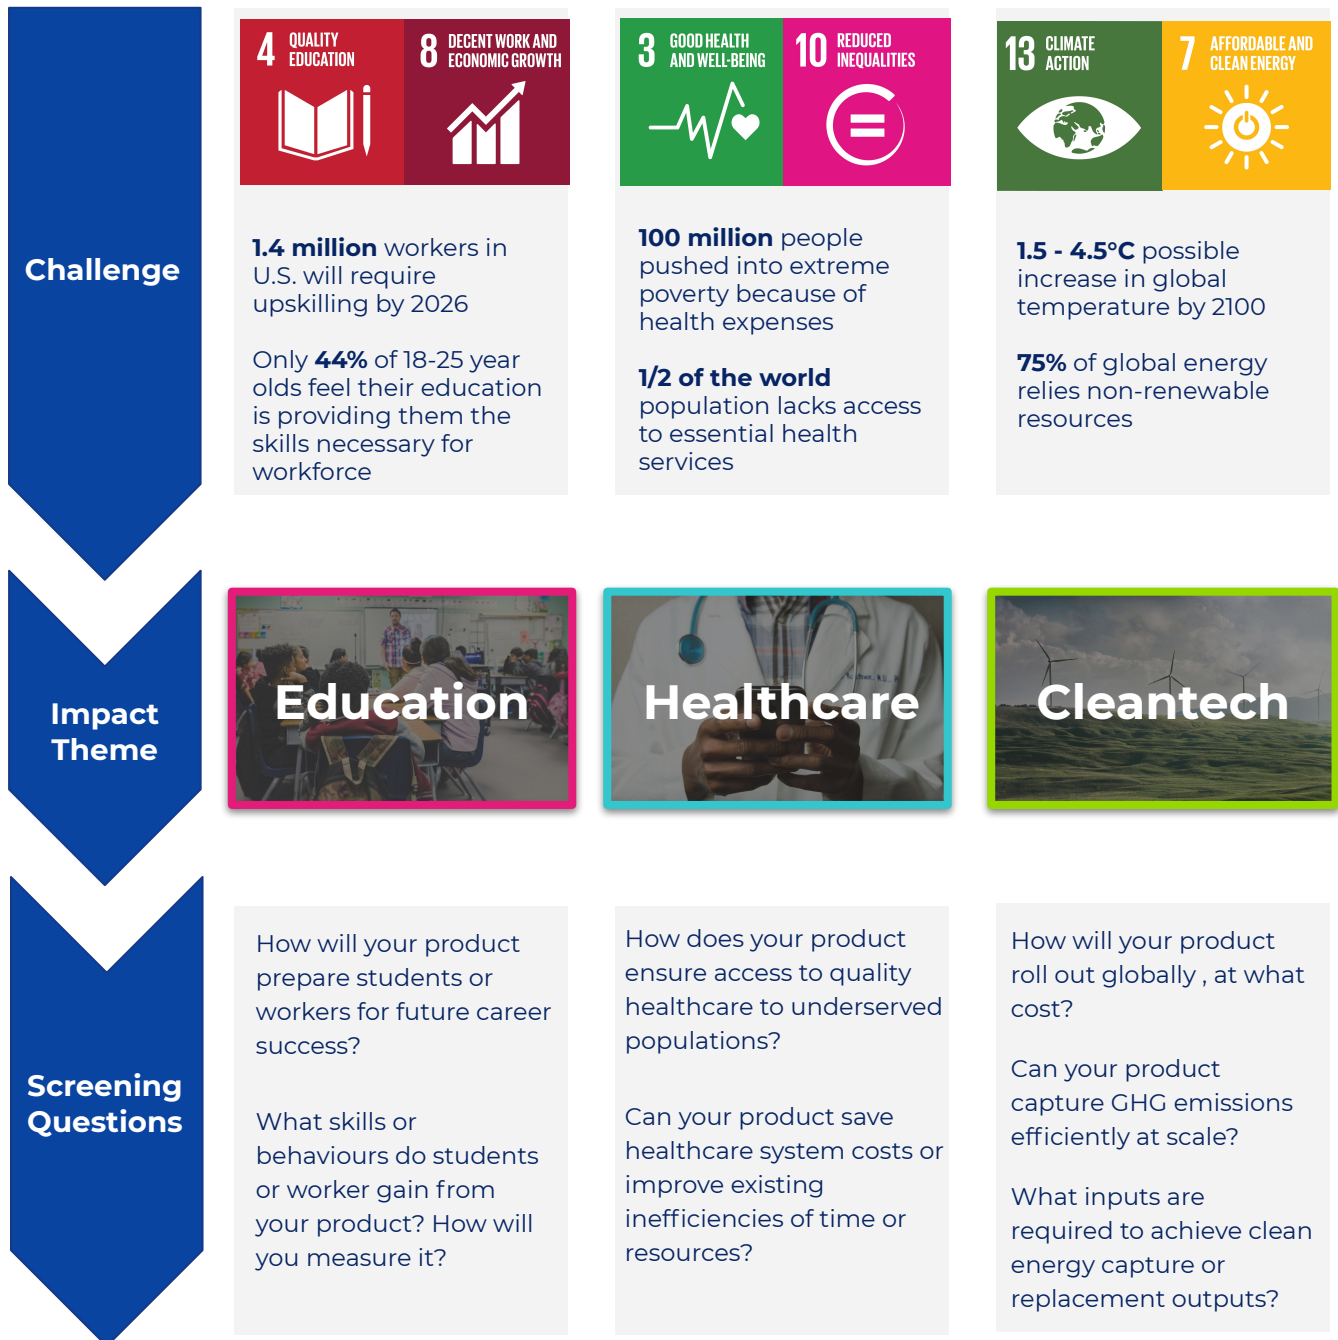 4 QUALITY
EDUCATION
8 DECENT WORK AND
ECONOMIC GROWTH
3 GOOD HEALTH
AND WELL-BEING
10 REDUCED
INEQUALITIES
13 CLIMATE
ACTION
7 AFFORDABLE AND
CLEAN ENERGY
Challenge
1.4 million workers in
U.S. will require
upskilling by 2026
Only 44% of 18-25 year
olds feel their education
is providing them the
skills necessary for
workforce
100 million people
pushed into extreme
poverty because of
health expenses
1/2 of the world
population lacks access
to essential health
services
1.5 - 4.5°C possible
increase in global
temperature by 2100
75% of global energy
relies non-renewable
resources
Impact
Theme
Education
Healthcare
Cleantech
Screening
Questions
How will your product
prepare students or
workers for future career
success?
What skills or
behaviours do students
or worker gain from
your product? How will
you measure it?
How does your product
ensure access to quality
healthcare to underserved
populations?
Can your product save
healthcare system costs or
improve existing
inefficiencies of time or
resources?
How will your product
roll out globally , at what
cost?
Can your product
capture GHG emissions
efficiently at scale?
What inputs are
required to achieve clean
energy capture or
replacement outputs?